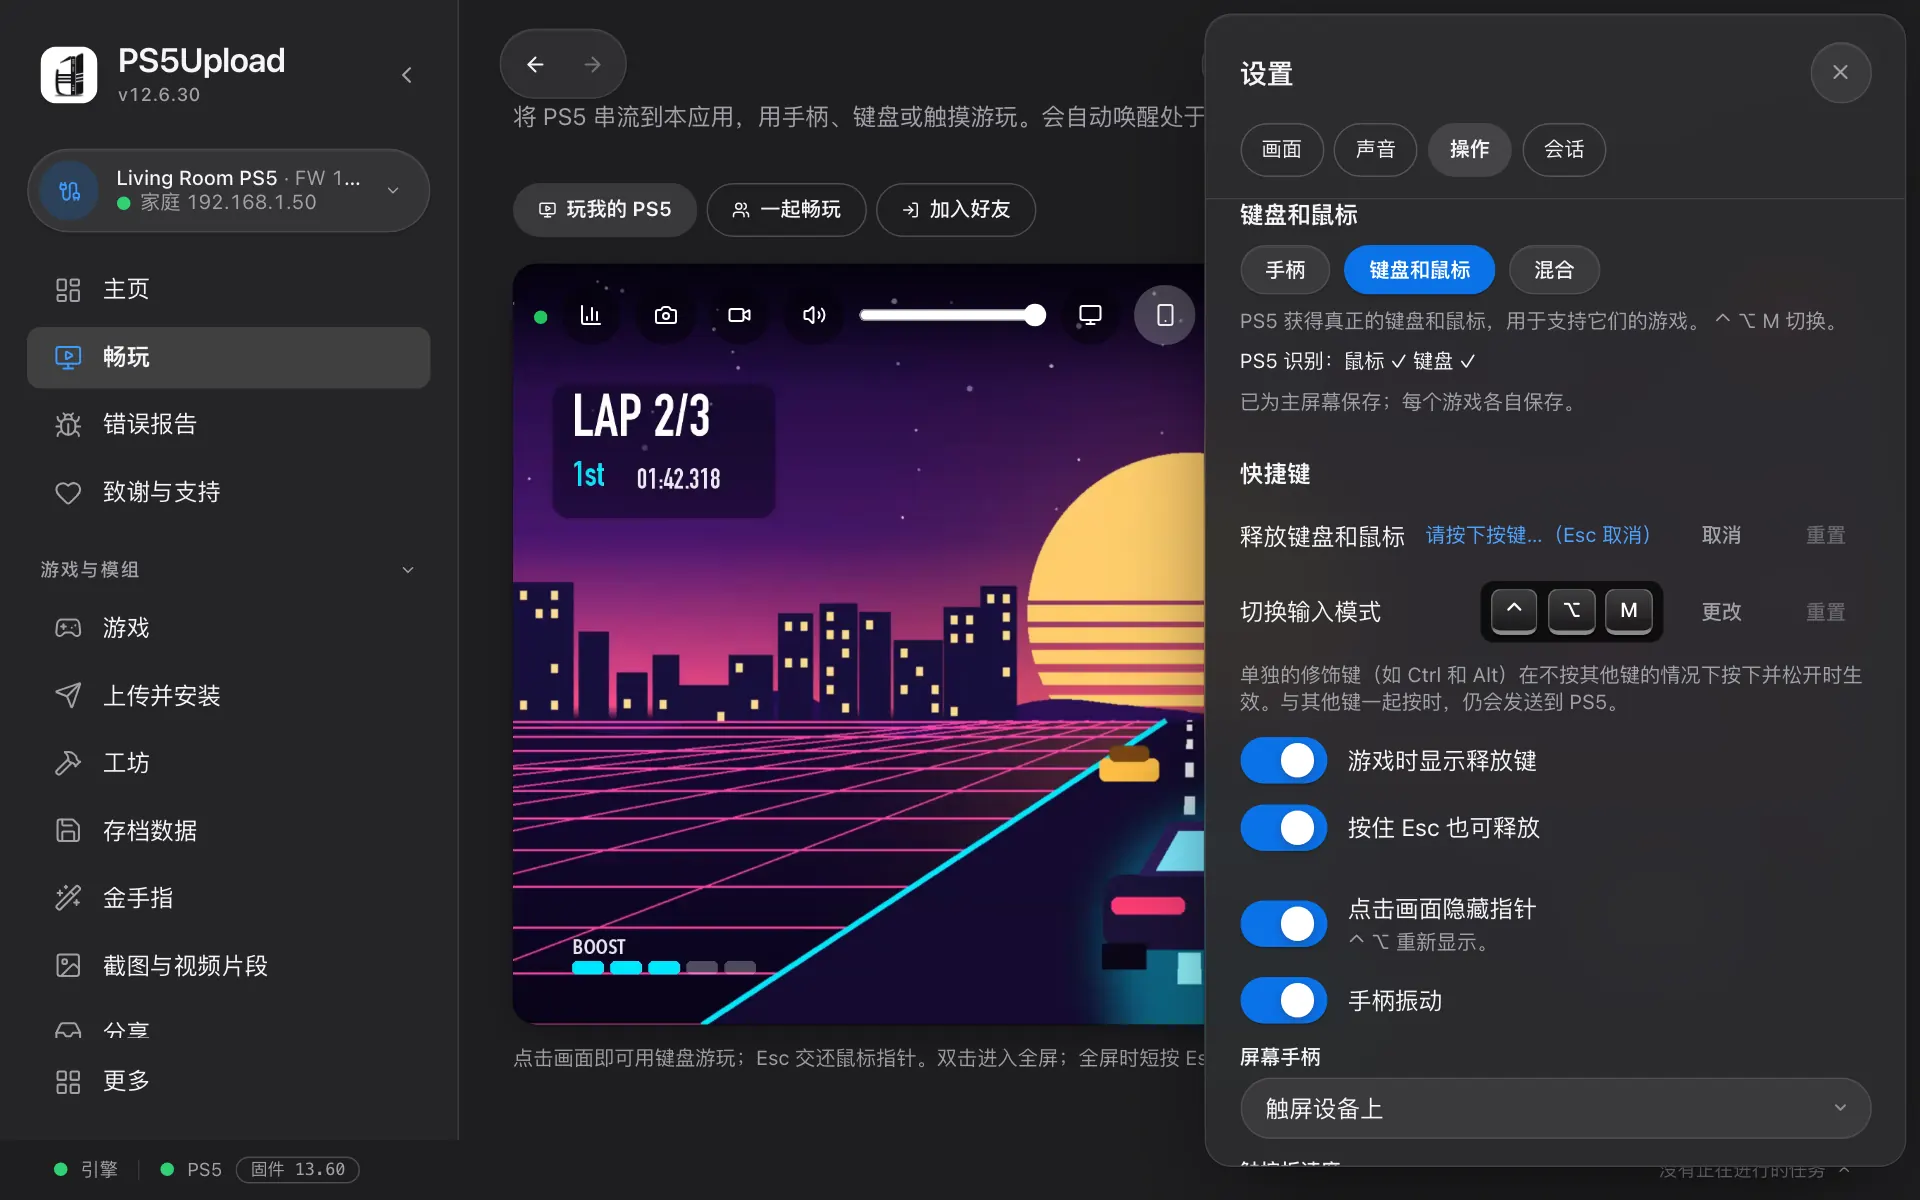 PS5Upload
v12.6.30
Living Room PS5 · FW 1...
家庭 192.168.1.50
主页
畅玩
错误报告
致谢与支持
游戏与模组
游戏
上传并安装
工坊
存档数据
金手指
截图与视频片段
分享
更多
引擎
PS5
固件 13.60
将 PS5 串流到本应用，用手柄、键盘或触摸游玩。会自动唤醒处于
玩我的 PS5
一起畅玩
加入好友
LAP 2/3
1st 01:42.318
BOOST
点击画面即可用键盘游玩；Esc 交还鼠标指针。双击进入全屏；全屏时短按 Es
设置
画面
声音
操作
会话
键盘和鼠标
手柄
键盘和鼠标
混合
PS5 获得真正的键盘和鼠标，用于支持它们的游戏。 ⌃ ⌥ M 切换。
PS5 识别：鼠标 ✓ 键盘 ✓
已为主屏幕保存；每个游戏各自保存。
快捷键
释放键盘和鼠标 请按下按键...（Esc 取消） 取消 重置
切换输入模式 ⌃ ⌥ M 更改 重置
单独的修饰键（如 Ctrl 和 Alt）在不按其他键的情况下按下并松开时生
效。与其他键一起按时，仍会发送到 PS5。
游戏时显示释放键
按住 Esc 也可释放
点击画面隐藏指针
⌃ ⌥ 重新显示。
手柄振动
屏幕手柄
触屏设备上
没有正在进行的任务